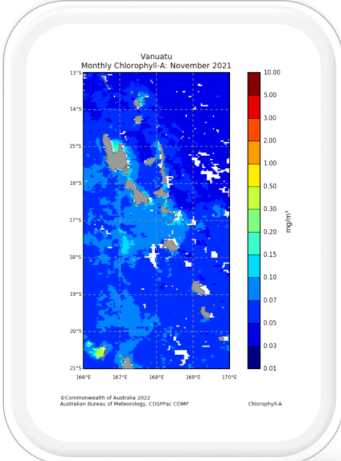 Vanuatu
Monthly Chlorophyll-A: November 2021
13°S
14°S
15°S
16°S
17°S
18°S
19°S
20°S
21°S
166°E 167°E 168°E 169°E 170°E
10.00
5.00
3.00
2.00
1.00
0.50
0.30
0.20
0.15
0.10
0.07
0.05
0.03
0.01
mg/m³
©Commonwealth of Australia 2022
Australian Bureau of Meteorology, COSPPac COMP Chlorophyll-A